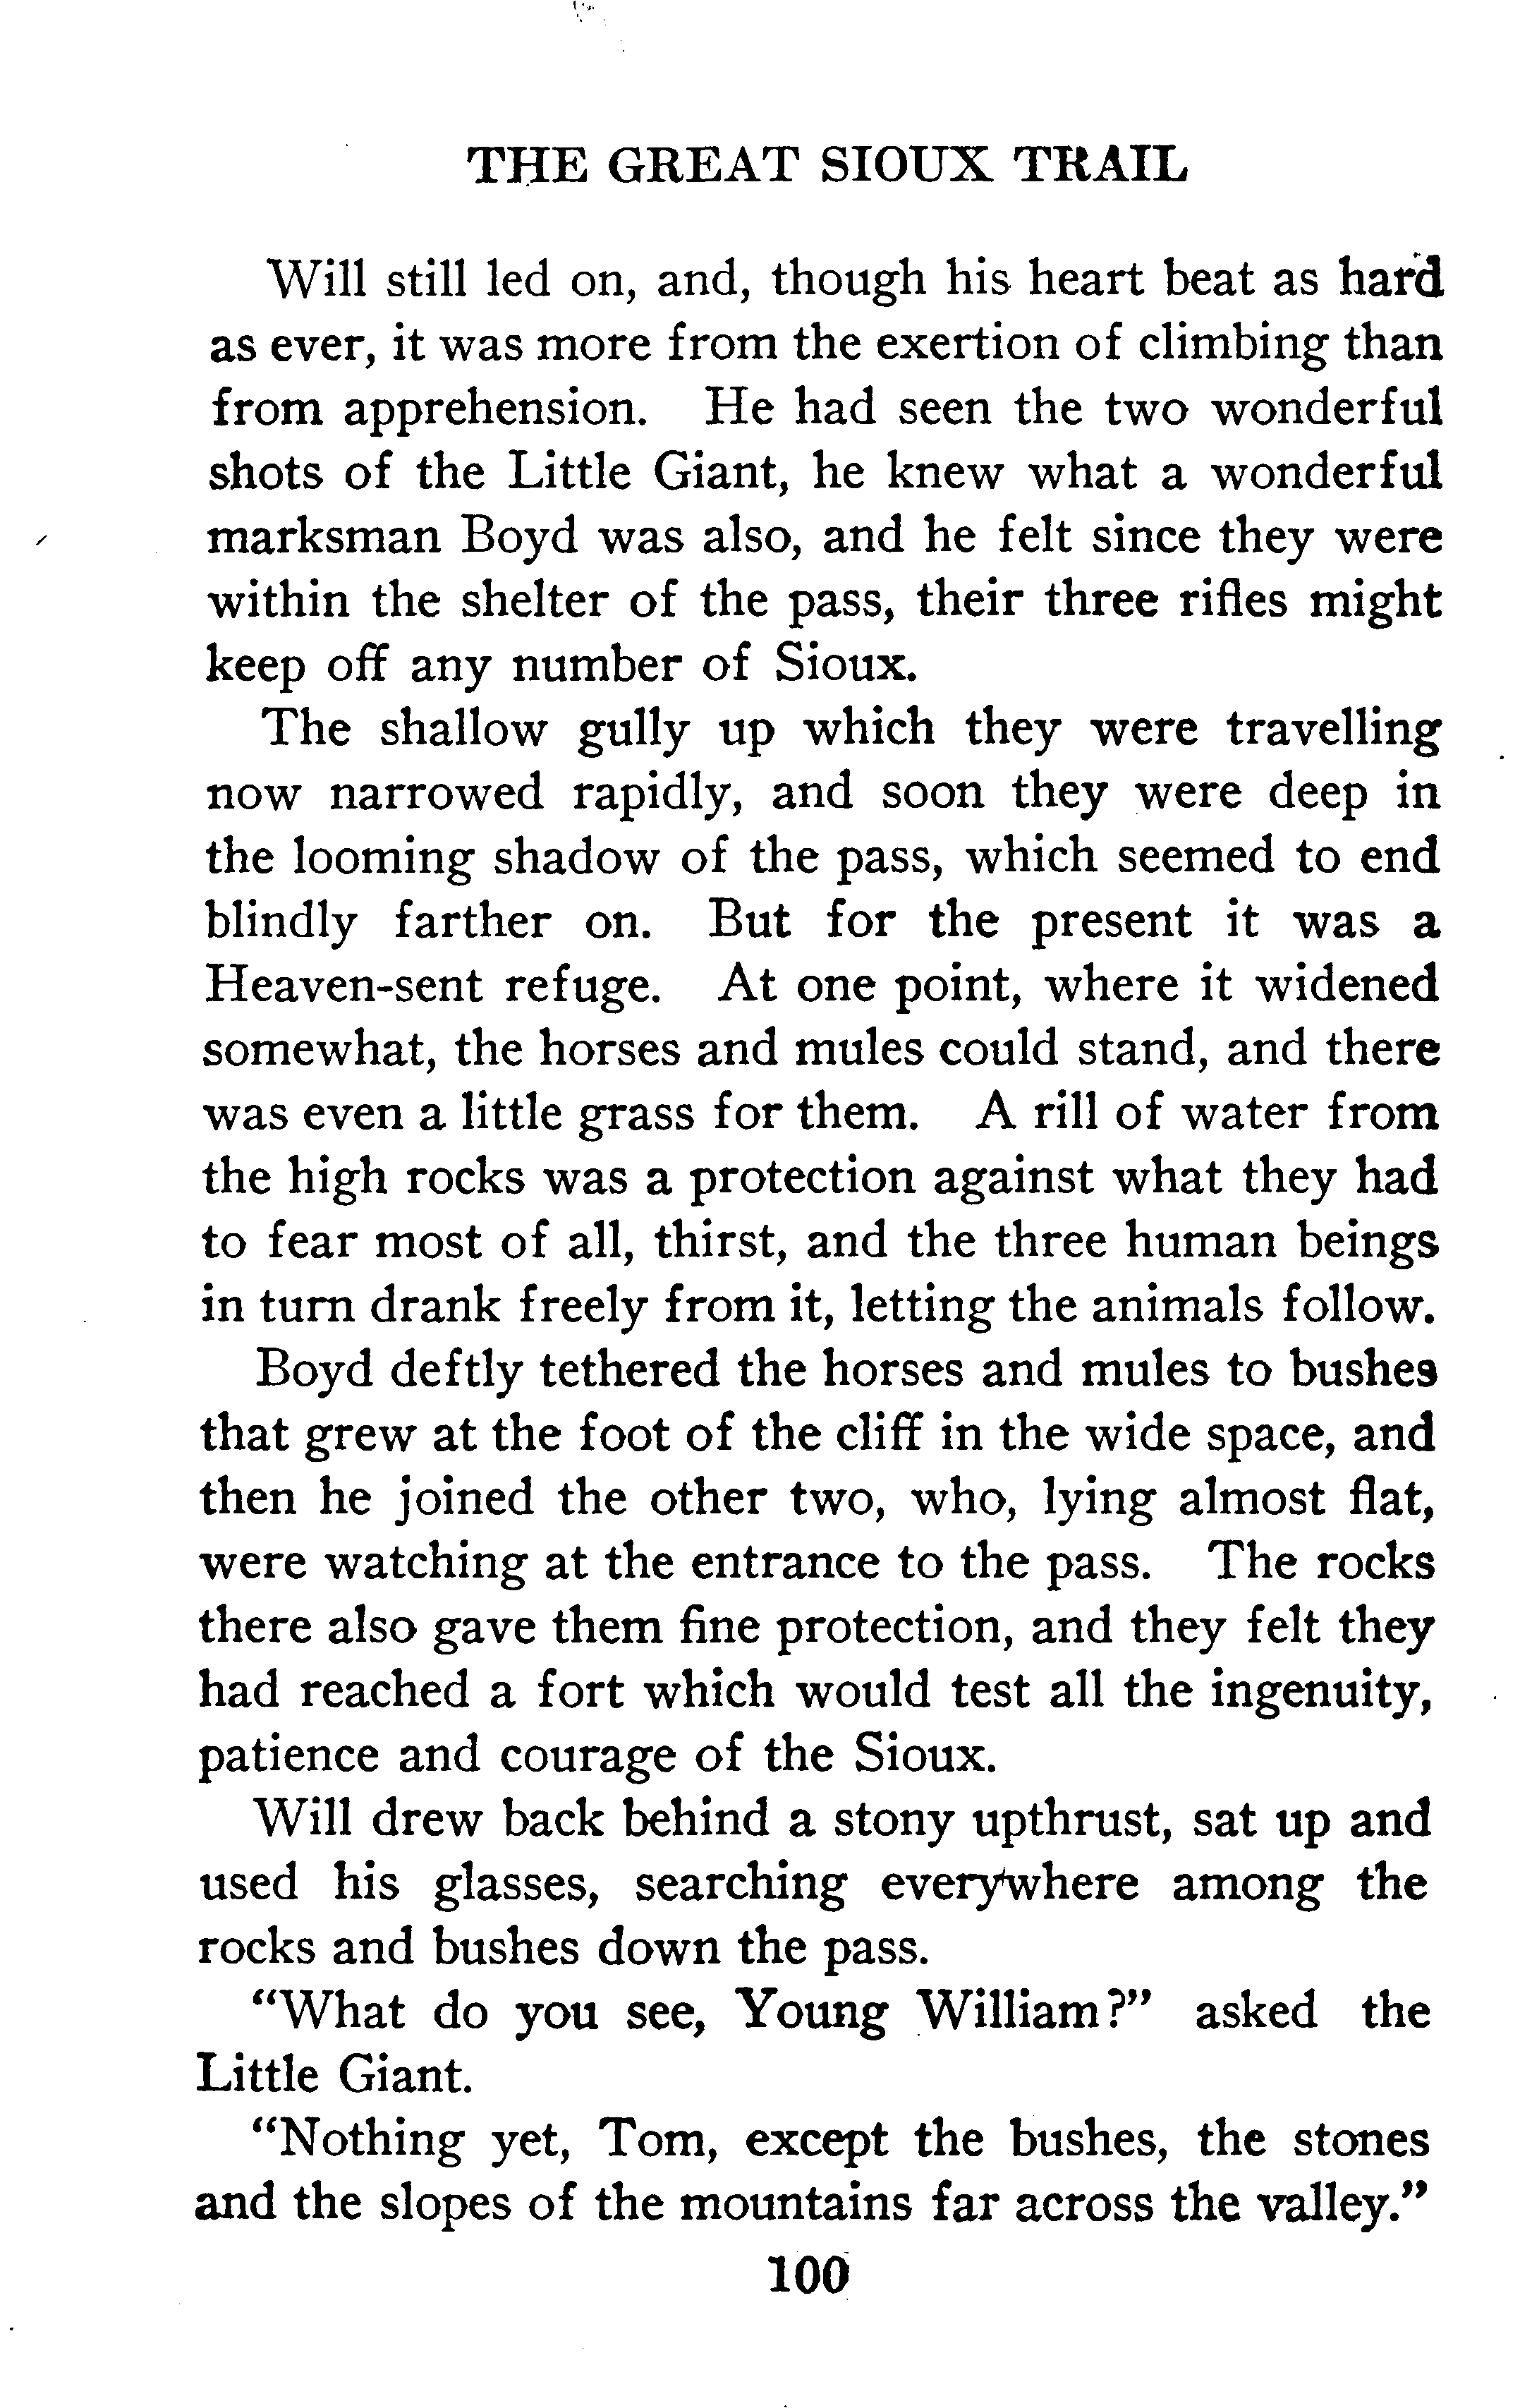 THE GREAT SIOUX TRAIL
Will still led on, and, though his heart beat as hard
as ever, it was more from the exertion of climbing than
from apprehension. He had seen the two wonderful
shots of the Little Giant, he knew what a wonderful
marksman Boyd was also, and he felt since they were
within the shelter of the pass, their three rifles might
keep off any number of Sioux.
The shallow gully up which they were travelling
now narrowed rapidly, and soon they were deep in
the looming shadow of the pass, which seemed to end
blindly farther on. But for the present it was a
Heaven-sent refuge. At one point, where it widened
somewhat, the horses and mules could stand, and there
was even a little grass for them. A rill of water from
the high rocks was a protection against what they had
to fear most of all, thirst, and the three human beings
in turn drank freely from it, letting the animals follow.
Boyd deftly tethered the horses and mules to bushes
that grew at the foot of the cliff in the wide space, and
then he joined the other two, who, lying almost flat,
were watching at the entrance to the pass. The rocks
there also gave them fine protection, and they felt they
had reached a fort which would test all the ingenuity,
patience and courage of the Sioux.
Will drew back behind a stony upthrust, sat up and
used his glasses, searching everywhere among the
rocks and bushes down the pass.
"What do you see, Young William?" asked the
Little Giant.
"Nothing yet, Tom, except the bushes, the stones
and the slopes of the mountains far across the valley."
100